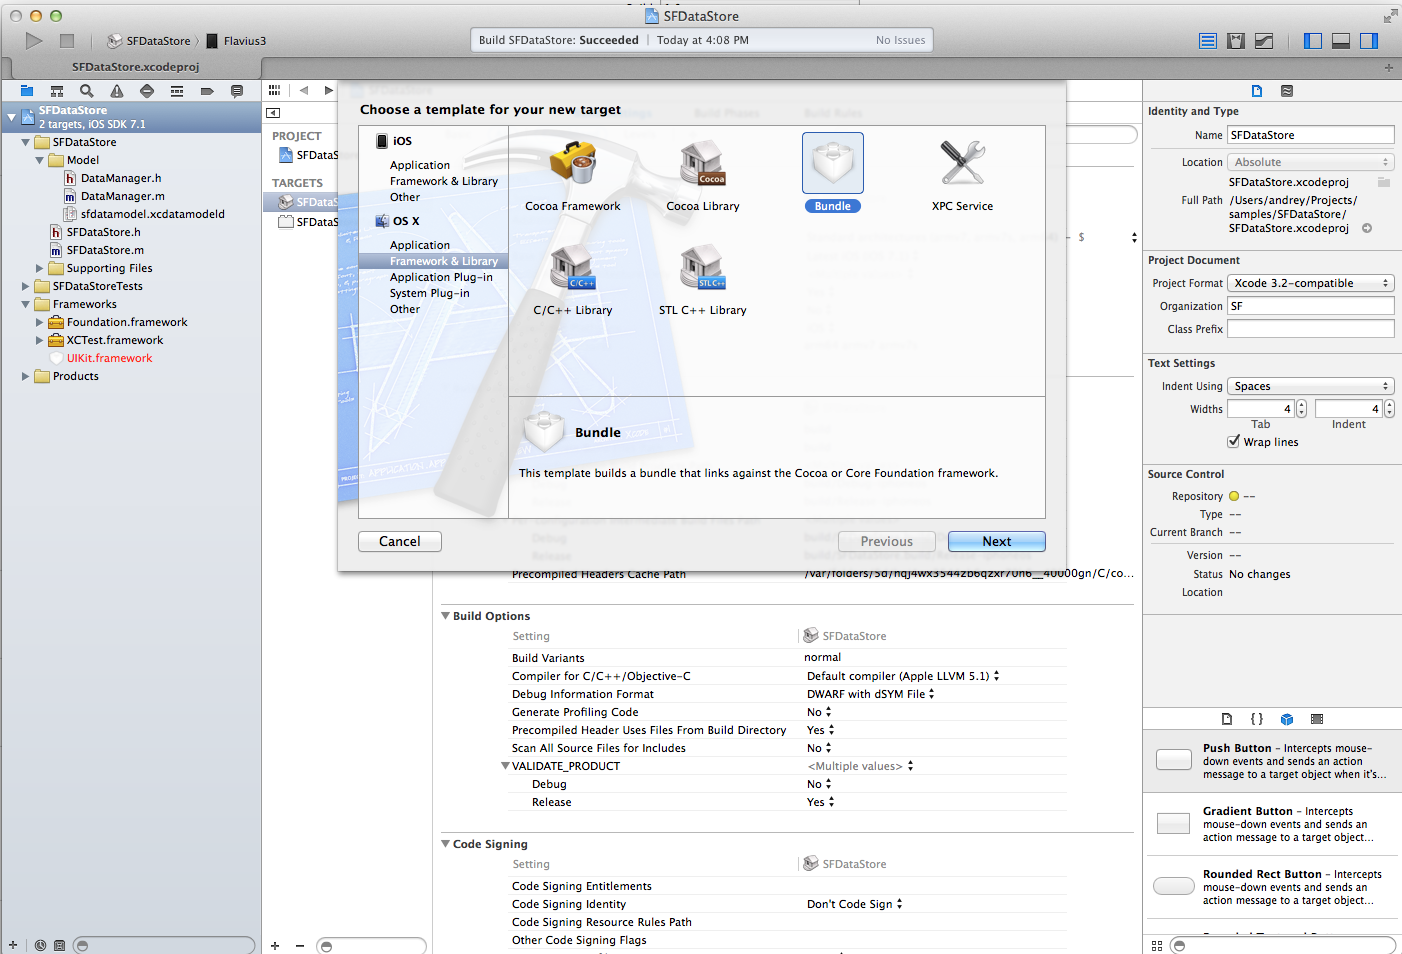 SFDataStore
SFDataStore
Flavius3
Build SFDataStore: Succeeded
Today at 4:08 PM
No Issues
SFDataStore.xcodeproj
SFDataStore
2 targets, iOS SDK 7.1
SFDataStore
Model
DataManager.h
DataManager.m
sfdatamodel.xcdatamodeld
SFDataStore.h
SFDataStore.m
Supporting Files
SFDataStoreTests
Frameworks
Foundation.framework
XCTest.framework
UIKit.framework
Products
PROJECT
SFDataS
TARGETS
SFDataS
SFDataS
Choose a template for your new target
iOS
Application
Framework & Library
Other
OS X
Application
Framework & Library
Application Plug-in
System Plug-in
Other
Cocoa
Cocoa Framework
Cocoa Library
Bundle
XPC Service
C/C++
STL C++
C/C++ Library
STL C++ Library
Bundle
This template builds a bundle that links against the Cocoa or Core Foundation framework.
Cancel
Previous
Next
Precompiled Headers Cache Path
Build Options
Setting
SFDataStore
Build Variants
normal
Compiler for C/C++/Objective-C
Default compiler (Apple LLVM 5.1)
Debug Information Format
DWARF with dSYM File
Generate Profiling Code
No
Precompiled Header Uses Files From Build Directory
Yes
Scan All Source Files for Includes
No
VALIDATE_PRODUCT
<Multiple values>
Debug
No
Release
Yes
Code Signing
Setting
SFDataStore
Code Signing Entitlements
Code Signing Identity
Don't Code Sign
Code Signing Resource Rules Path
Other Code Signing Flags
Identity and Type
Name
SFDataStore
Location
Absolute
SFDataStore.xcodeproj
Full Path
/Users/andrey/Projects/
samples/SFDataStore/
SFDataStore.xcodeproj
Project Document
Project Format
Xcode 3.2-compatible
Organization
SF
Class Prefix
Text Settings
Indent Using
Spaces
Widths
4
4
Tab
Indent
Wrap lines
Source Control
Repository
--
Type
--
Current Branch
--
Version
--
Status
No changes
Location
Push Button - Intercepts mouse-
down events and sends an action
message to a target object when it's...
Gradient Button - Intercepts
mouse-down events and sends an
action message to a target object...
Rounded Rect Button - Intercepts
mouse-down events and sends an
action message to a target object...